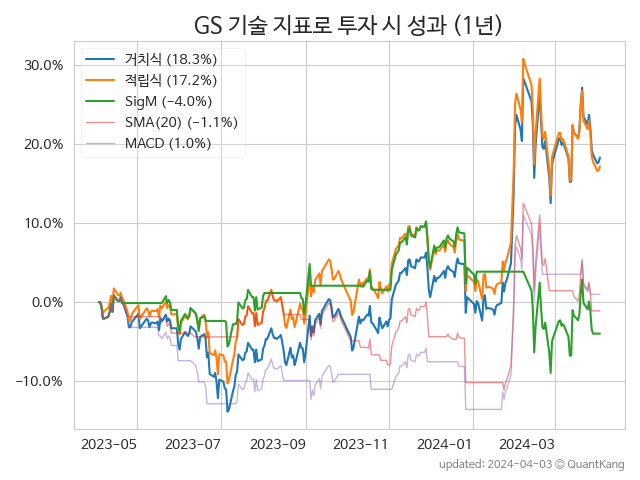 GS 기술 지표로 투자 시 성과 (1년)
거치식 (18.3%)
적립식 (17.2%)
SigM (−4.0%)
SMA(20) (−1.1%)
MACD (1.0%)
30.0%
20.0%
10.0%
0.0%
−10.0%
2023-05 2023-07 2023-09 2023-11 2024-01 2024-03
updated: 2024-04-03 © QuantKang